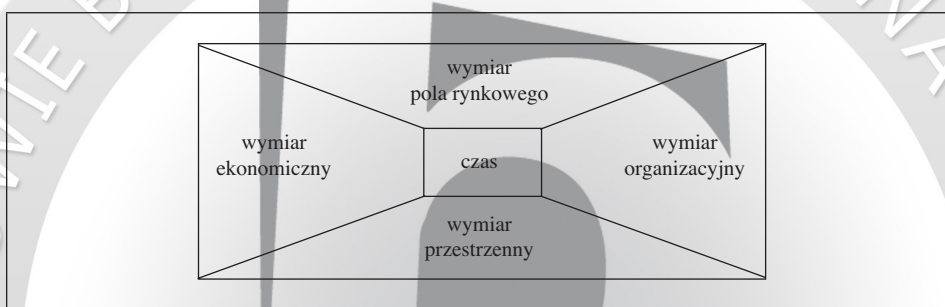 wymiar
pola rynkowego
wymiar
ekonomiczny
czas
wymiar
organizacyjny
wymiar
przestrzenny